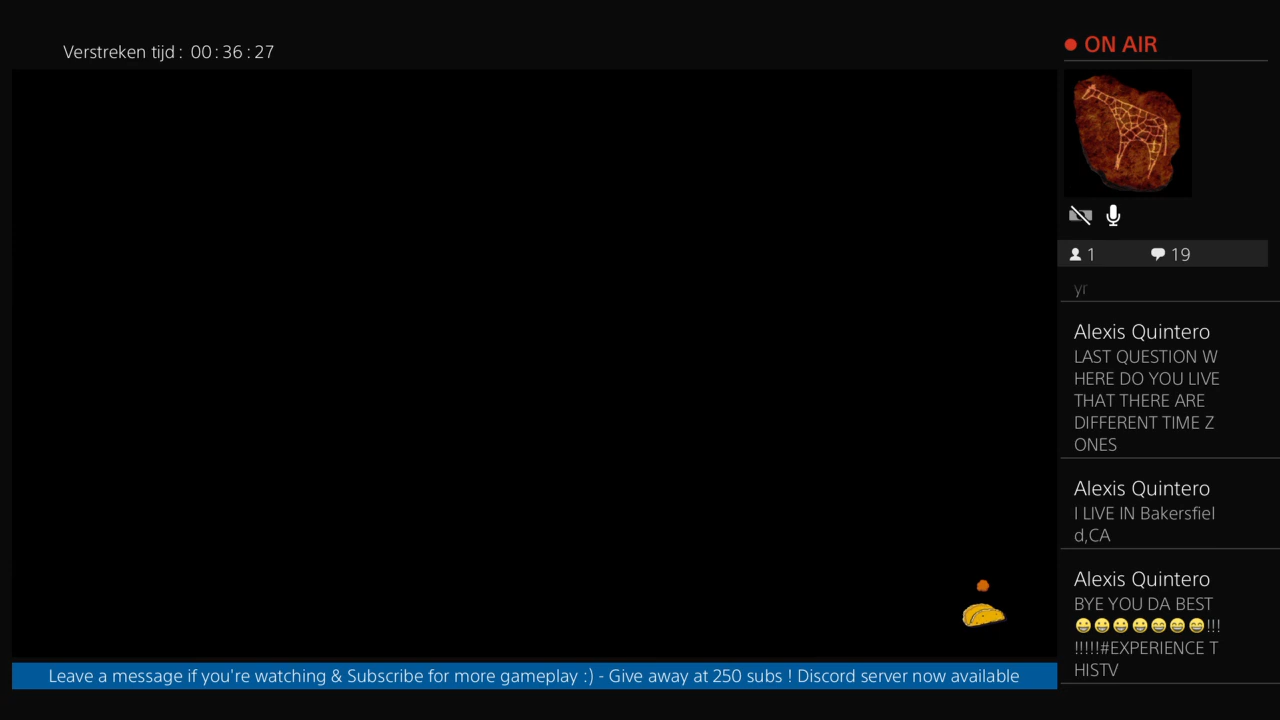 Verstreken tijd: 00:36:27
ON AIR
1 19
yr
Alexis Quintero
LAST QUESTION W
HERE DO YOU LIVE
THAT THERE ARE
DIFFERENT TIME Z
ONES
Alexis Quintero
I LIVE IN Bakersfiel
d,CA
Alexis Quintero
BYE YOU DA BEST
😀😀😀😀😄😄😄!!!
!!!!!#EXPERIENCE T
HISTV
Leave a message if you're watching & Subscribe for more gameplay :) - Give away at 250 subs ! Discord server now available